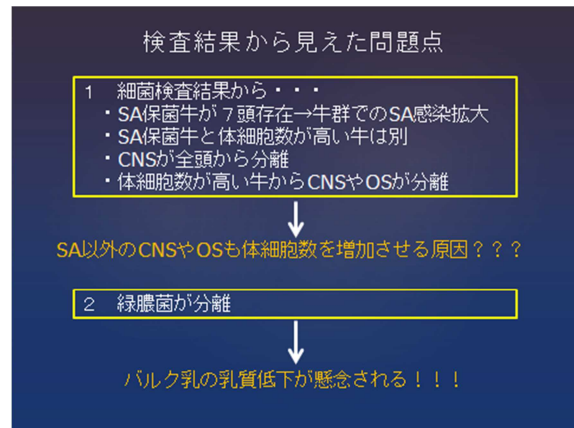 検査結果から見えた問題点
1 細菌検査結果から・・・
・SA保菌牛が7頭存在→牛群でのSA感染拡大
・SA保菌牛と体細胞数が高い牛は別
・CNSが全頭から分離
・体細胞数が高い牛からCNSやOSが分離
SA以外のCNSやOSも体細胞数を増加させる原因???
2 緑膿菌が分離
バルク乳の乳質低下が懸念される!!!